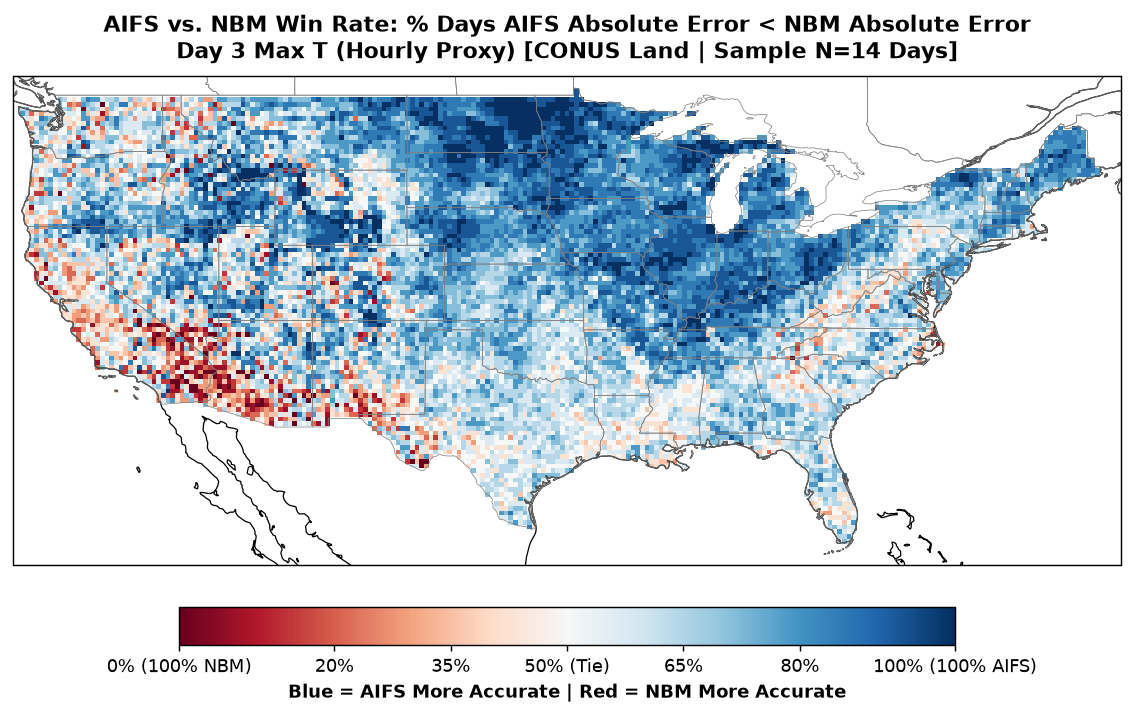 AIFS vs. NBM Win Rate: % Days AIFS Absolute Error < NBM Absolute Error
Day 3 Max T (Hourly Proxy) [CONUS Land | Sample N=14 Days]
0% (100% NBM) 20% 35% 50% (Tie) 65% 80% 100% (100% AIFS)
Blue = AIFS More Accurate | Red = NBM More Accurate